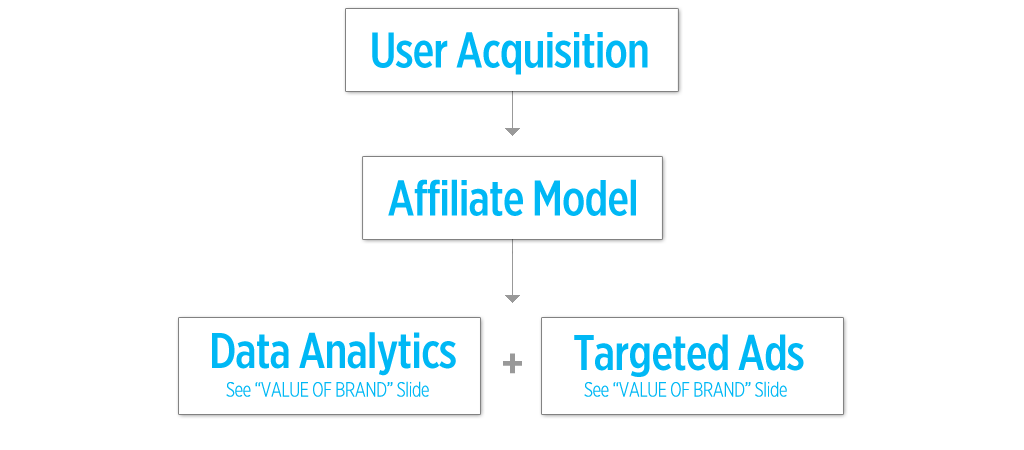 User Acquisition
Affiliate Model
Data Analytics
See “VALUE OF BRAND” Slide
+
Targeted Ads
See “VALUE OF BRAND” Slide